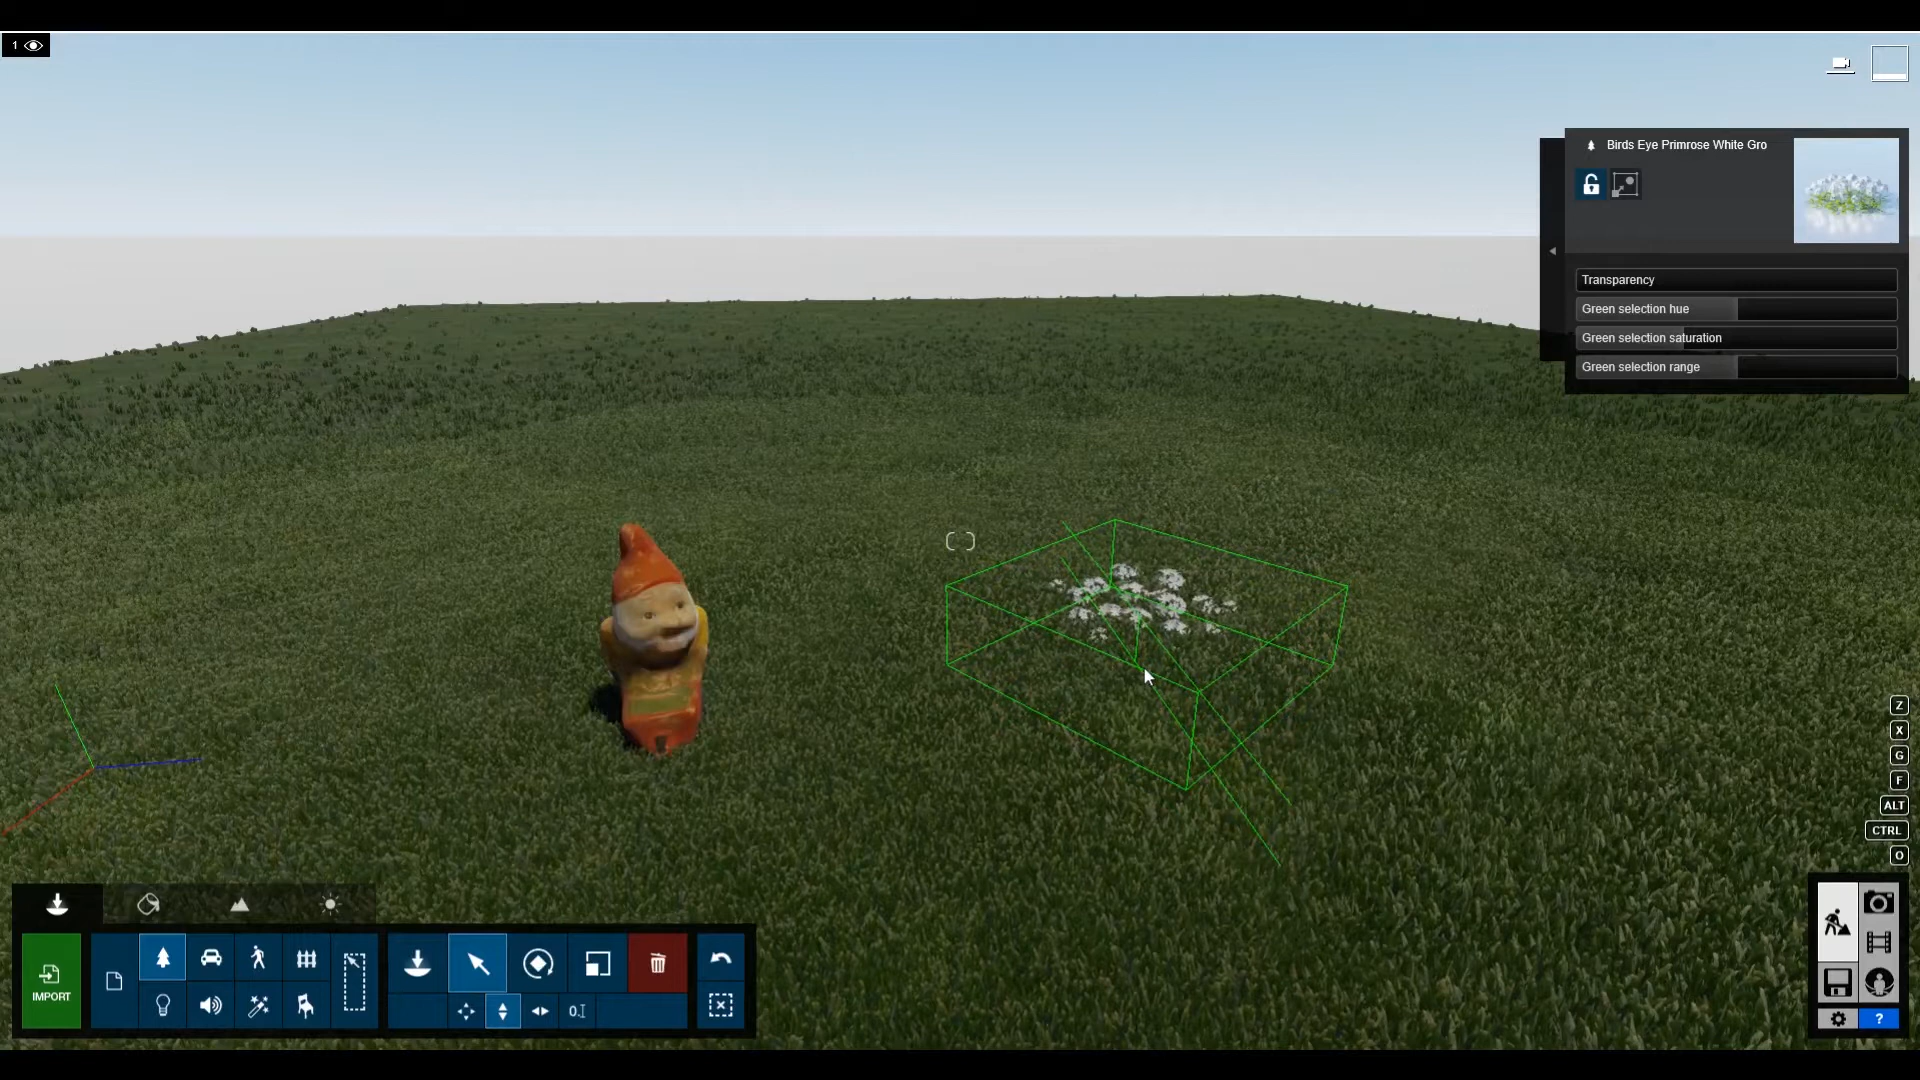 1
Birds Eye Primrose White Gro
Transparency
Green selection hue
Green selection saturation
Green selection range
Z
X
G
F
ALT
CTRL
O
IMPORT
?